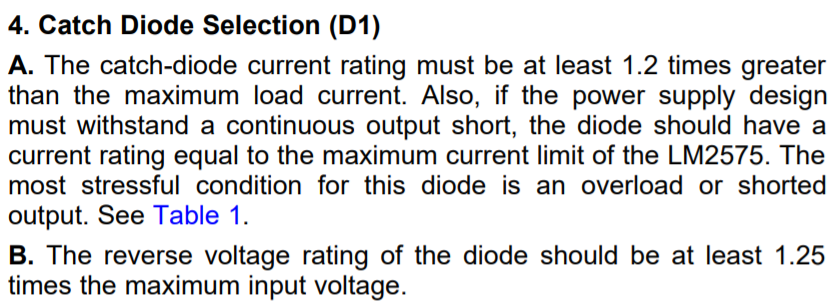 4. Catch Diode Selection (D1)
A. The catch-diode current rating must be at least 1.2 times greater
than the maximum load current. Also, if the power supply design
must withstand a continuous output short, the diode should have a
current rating equal to the maximum current limit of the LM2575. The
most stressful condition for this diode is an overload or shorted
output. See Table 1.
B. The reverse voltage rating of the diode should be at least 1.25
times the maximum input voltage.